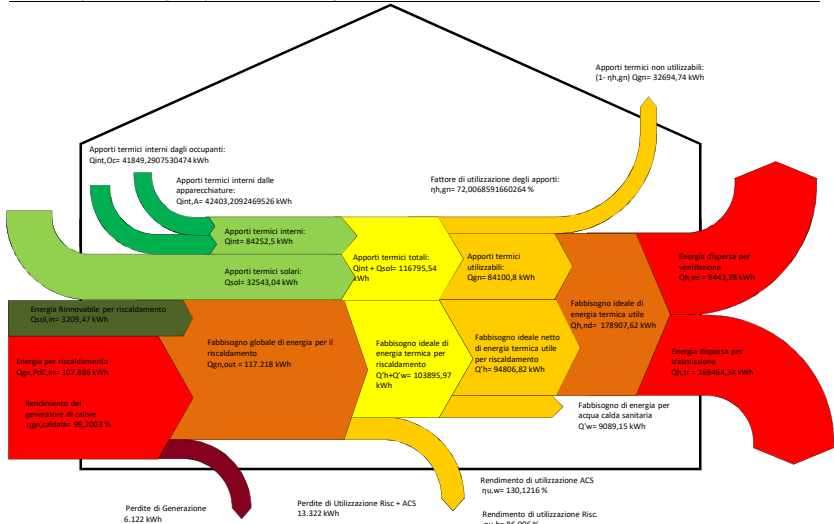 Apporti termici non utilizzabili:
(1- ηh,gn) Qgn= 32694,74 kWh
Apporti termici interni dagli occupanti:
Qint,Oc= 41849,2907530474 kWh
Apporti termici interni dalle
apparecchiature:
Qint,A= 42403,2092469526 kWh
Fattore di utilizzazione degli apporti:
ηh,gn= 72,0068591660264 %
Apporti termici interni:
Qint= 84252,5 kWh
Apporti termici solari:
Qsol= 32543,04 kWh
Apporti termici totali:
Qint + Qsol= 116795,54
kWh
Apporti termici
utilizzabili:
Qgn= 84100,8 kWh
Energia dispersa per
ventilazione
Qh,ve = 9443,28 kWh
Fabbisogno ideale di
energia termica utile
Qh,nd= 178907,62 kWh
Energia Rinnovabile per riscaldamento
Qsol,in= 3209,47 kWh
Fabbisogno globale di energia per il
riscaldamento
Qgn,out = 117.218 kWh
Fabbisogno ideale di
energia termica per
riscaldamento
Q'h+Q'w= 103895,97
kWh
Fabbisogno ideale netto
di energia termica utile
per riscaldamento
Q'h= 94806,82 kWh
Energia dispersa per
trasmissione
Qh,tr= 169464,34 kWh
Energia per riscaldamento
Qgn,PdC,in= 107.886 kWh
Rendimento del
generatore di calore
ηgn,caldaia= 99,2003 %
Fabbisogno di energia per
acqua calda sanitaria
Q'w= 9089,15 kWh
Perdite di Generazione
6.122 kWh
Perdite di Utilizzazione Risc + ACS
13.322 kWh
Rendimento di utilizzazione ACS
ηu,w= 130,1216 %
Rendimento di utilizzazione Risc.